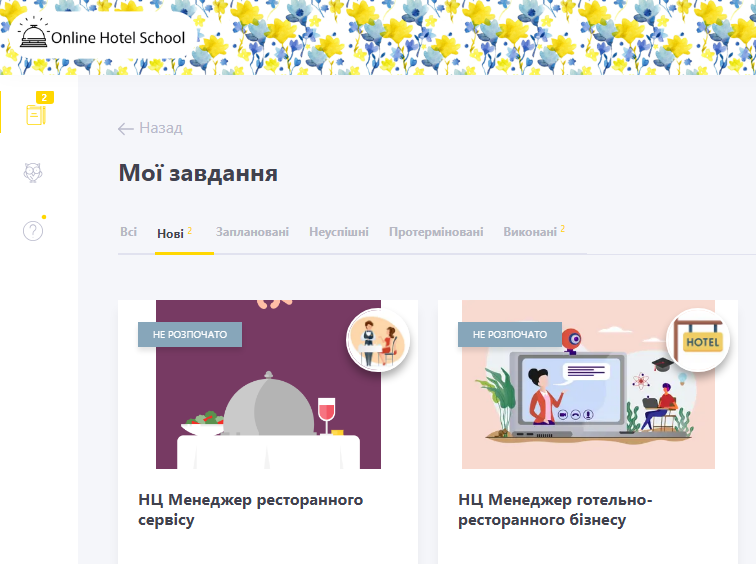 Online Hotel School
2
Назад
Мої завдання
Всі
Нові 2
Заплановані
Неуспішні
Протерміновані
Виконані 2
?
НЕ РОЗПОЧАТО
НЕ РОЗПОЧАТО
HOTEL
НЦ Менеджер ресторанного
сервісу
НЦ Менеджер готельно-
ресторанного бізнесу